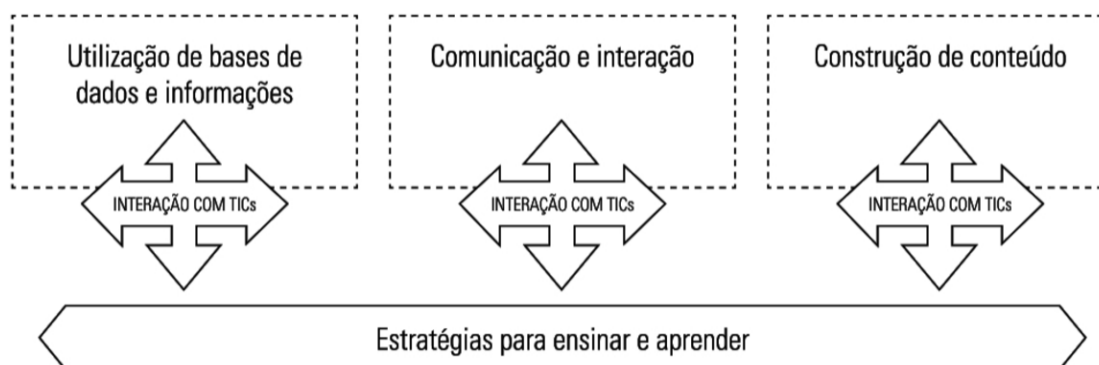 Utilização de bases de
dados e informações
Comunicação e interação
Construção de conteúdo
INTERAÇÃO COM TICs
INTERAÇÃO COM TICs
INTERAÇÃO COM TICs
Estratégias para ensinar e aprender